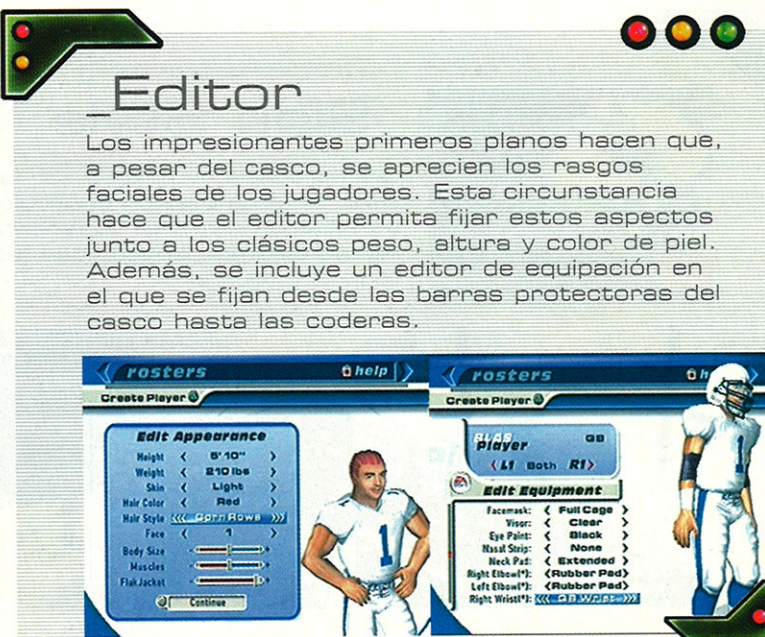 _Editor
Los impresionantes primeros planos hacen que,
a pesar del casco, se aprecien los rasgos
faciales de los jugadores. Esta circunstancia
hace que el editor permita fijar estos aspectos
junto a los clásicos peso, altura y color de piel.
Además, se incluye un editor de equipación en
el que se fijan desde las barras protectoras del
casco hasta las coderas.
rosters help
Create Player
Edit Appearance
Height 5' 10"
Weight 210 lbs
Skin Light
Hair Color Red
Hair Style Corn Rows
Face 1
Body Size
Muscles
Flak Jacket
Continue
1
rosters h
Create Player
BLAS QB
Player
L1 Both R1
EA
Edit Equipment
Facemask: Full Cage
Visor: Clear
Eye Paint: Black
Nasal Strip: None
Neck Pad: Extended
Right Elbow(*): Rubber Pad
Left Elbow(*): Rubber Pad
Right Wrist(*): QB Wrist
1